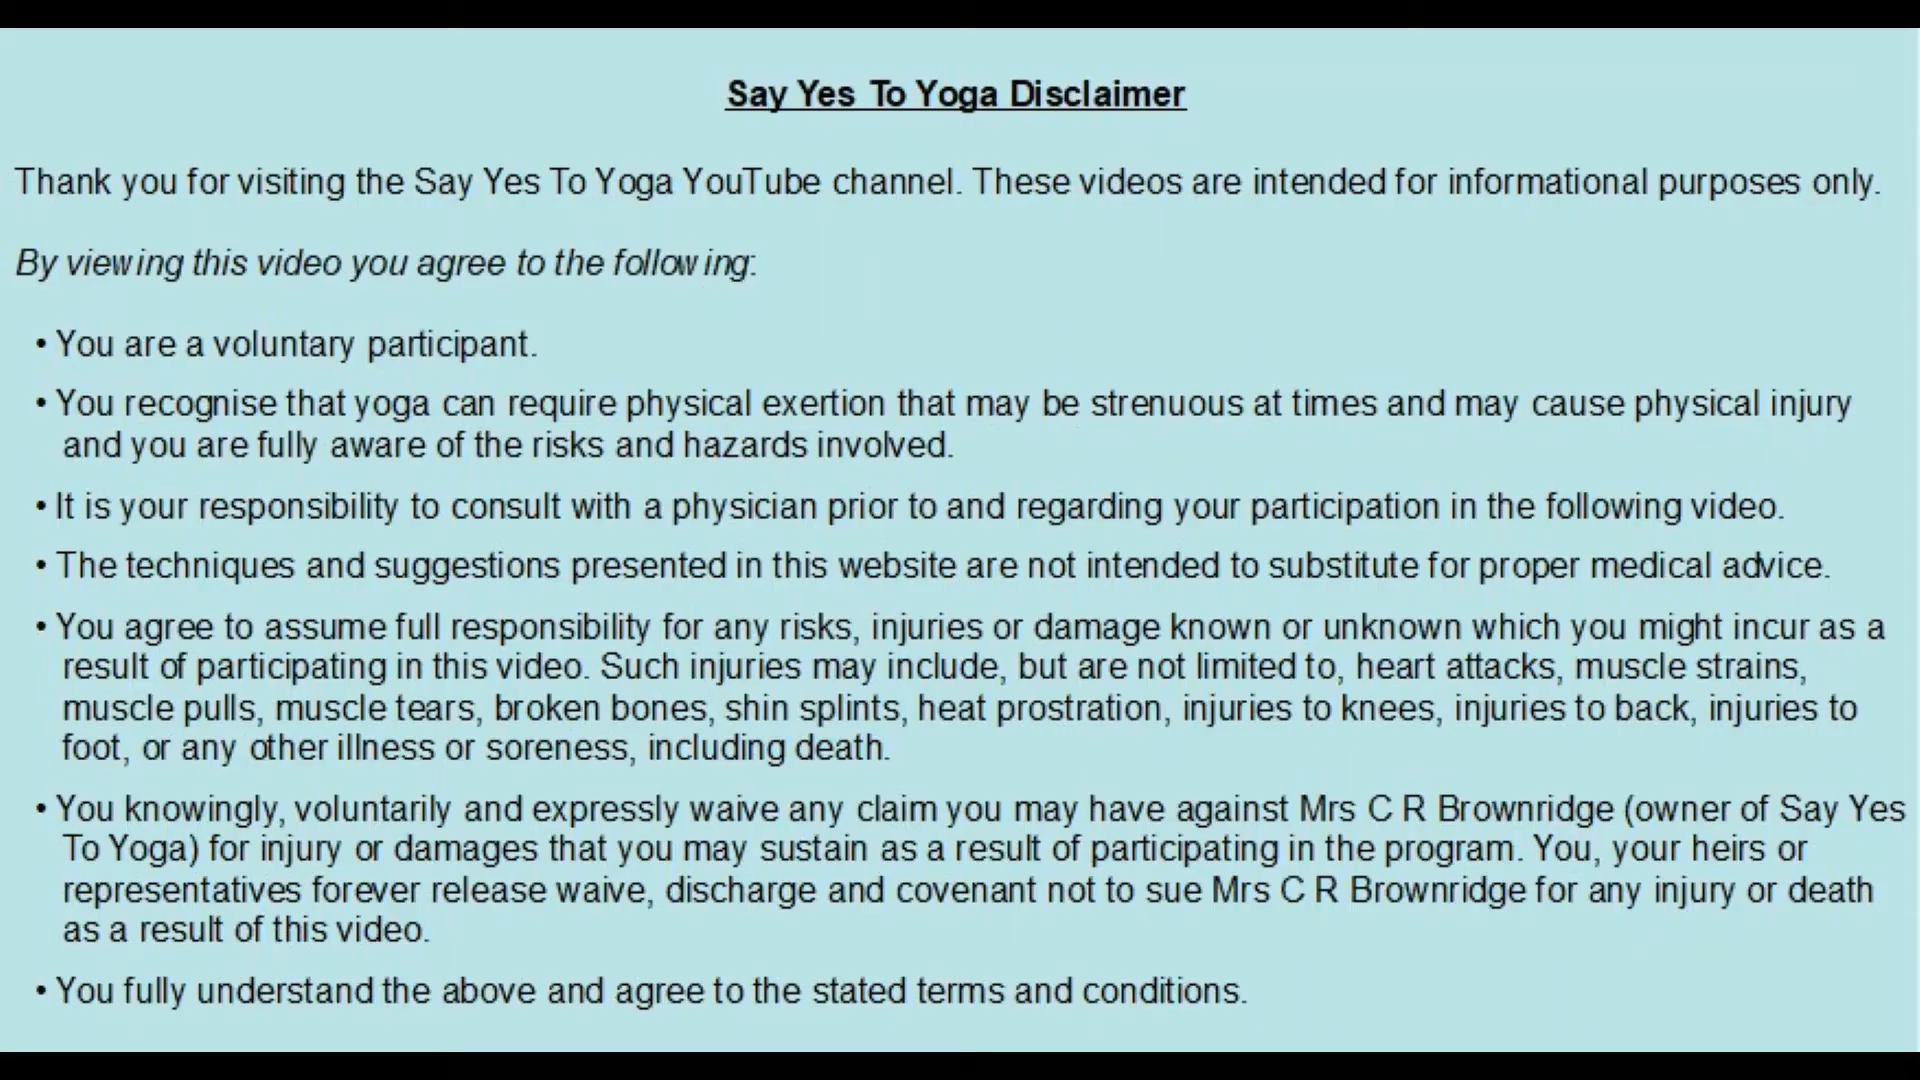 Say Yes To Yoga Disclaimer
Thank you for visiting the Say Yes To Yoga YouTube channel. These videos are intended for informational purposes only.
By viewing this video you agree to the following:
• You are a voluntary participant.
• You recognise that yoga can require physical exertion that may be strenuous at times and may cause physical injury
and you are fully aware of the risks and hazards involved.
• It is your responsibility to consult with a physician prior to and regarding your participation in the following video.
• The techniques and suggestions presented in this website are not intended to substitute for proper medical advice.
• You agree to assume full responsibility for any risks, injuries or damage known or unknown which you might incur as a
result of participating in this video. Such injuries may include, but are not limited to, heart attacks, muscle strains,
muscle pulls, muscle tears, broken bones, shin splints, heat prostration, injuries to knees, injuries to back, injuries to
foot, or any other illness or soreness, including death.
• You knowingly, voluntarily and expressly waive any claim you may have against Mrs C R Brownridge (owner of Say Yes
To Yoga) for injury or damages that you may sustain as a result of participating in the program. You, your heirs or
representatives forever release waive, discharge and covenant not to sue Mrs C R Brownridge for any injury or death
as a result of this video.
• You fully understand the above and agree to the stated terms and conditions.